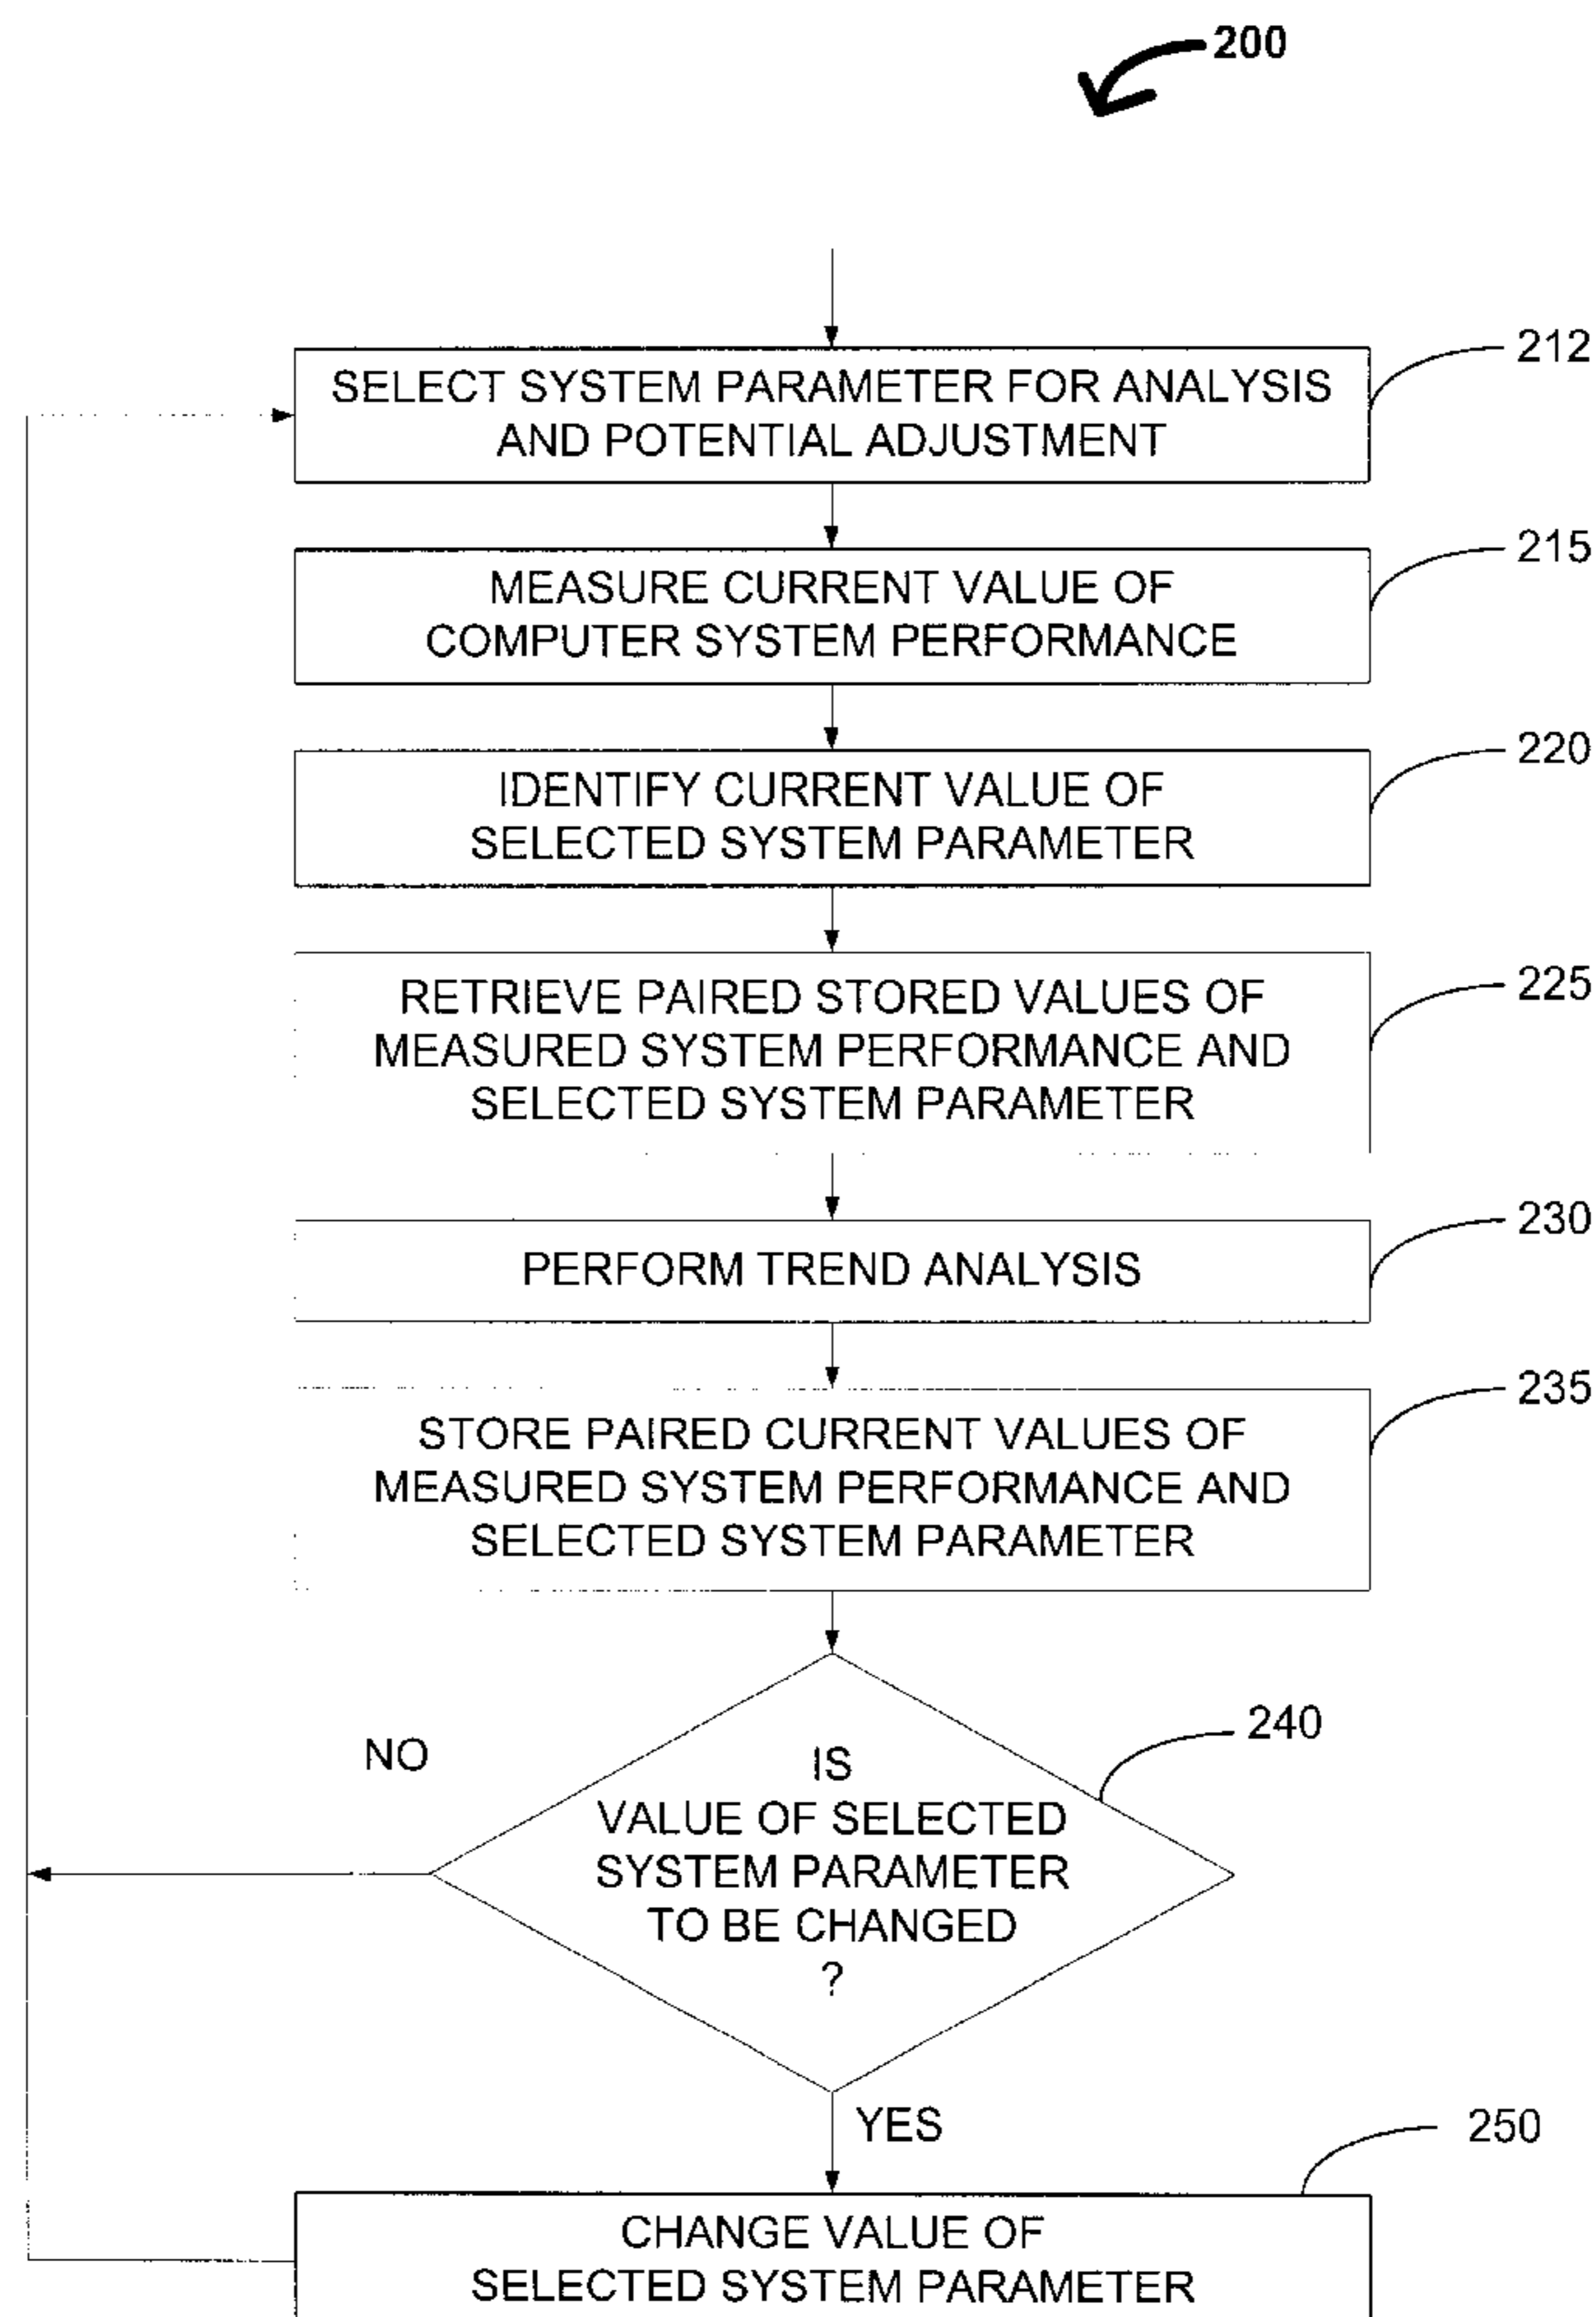 200
SELECT SYSTEM PARAMETER FOR ANALYSIS
AND POTENTIAL ADJUSTMENT
212
MEASURE CURRENT VALUE OF
COMPUTER SYSTEM PERFORMANCE
215
IDENTIFY CURRENT VALUE OF
SELECTED SYSTEM PARAMETER
220
RETRIEVE PAIRED STORED VALUES OF
MEASURED SYSTEM PERFORMANCE AND
SELECTED SYSTEM PARAMETER
225
PERFORM TREND ANALYSIS
230
STORE PAIRED CURRENT VALUES OF
MEASURED SYSTEM PERFORMANCE AND
SELECTED SYSTEM PARAMETER
235
NO
IS
VALUE OF SELECTED
SYSTEM PARAMETER
TO BE CHANGED
?
240
YES
CHANGE VALUE OF
SELECTED SYSTEM PARAMETER
250